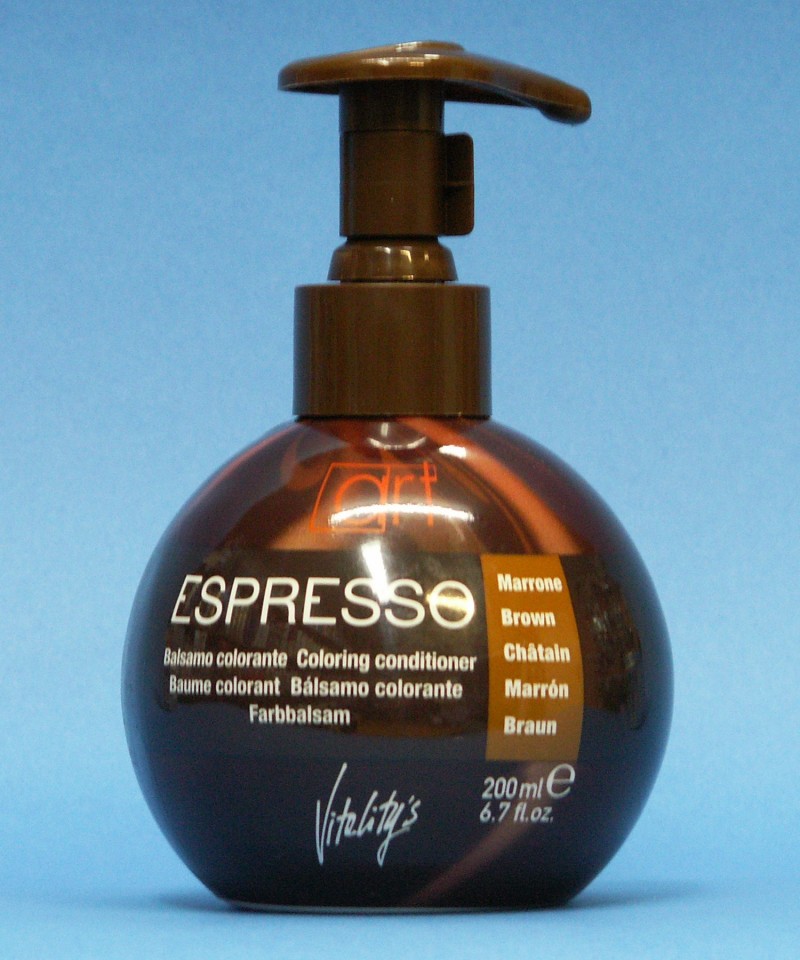 art
ESPRESSO
Balsamo colorante Coloring conditioner
Baume colorant Bálsamo colorante
Farbbalsam
Marrone
Brown
Châtain
Marrón
Braun
Vitality's
200 ml e
6.7 fl.oz.